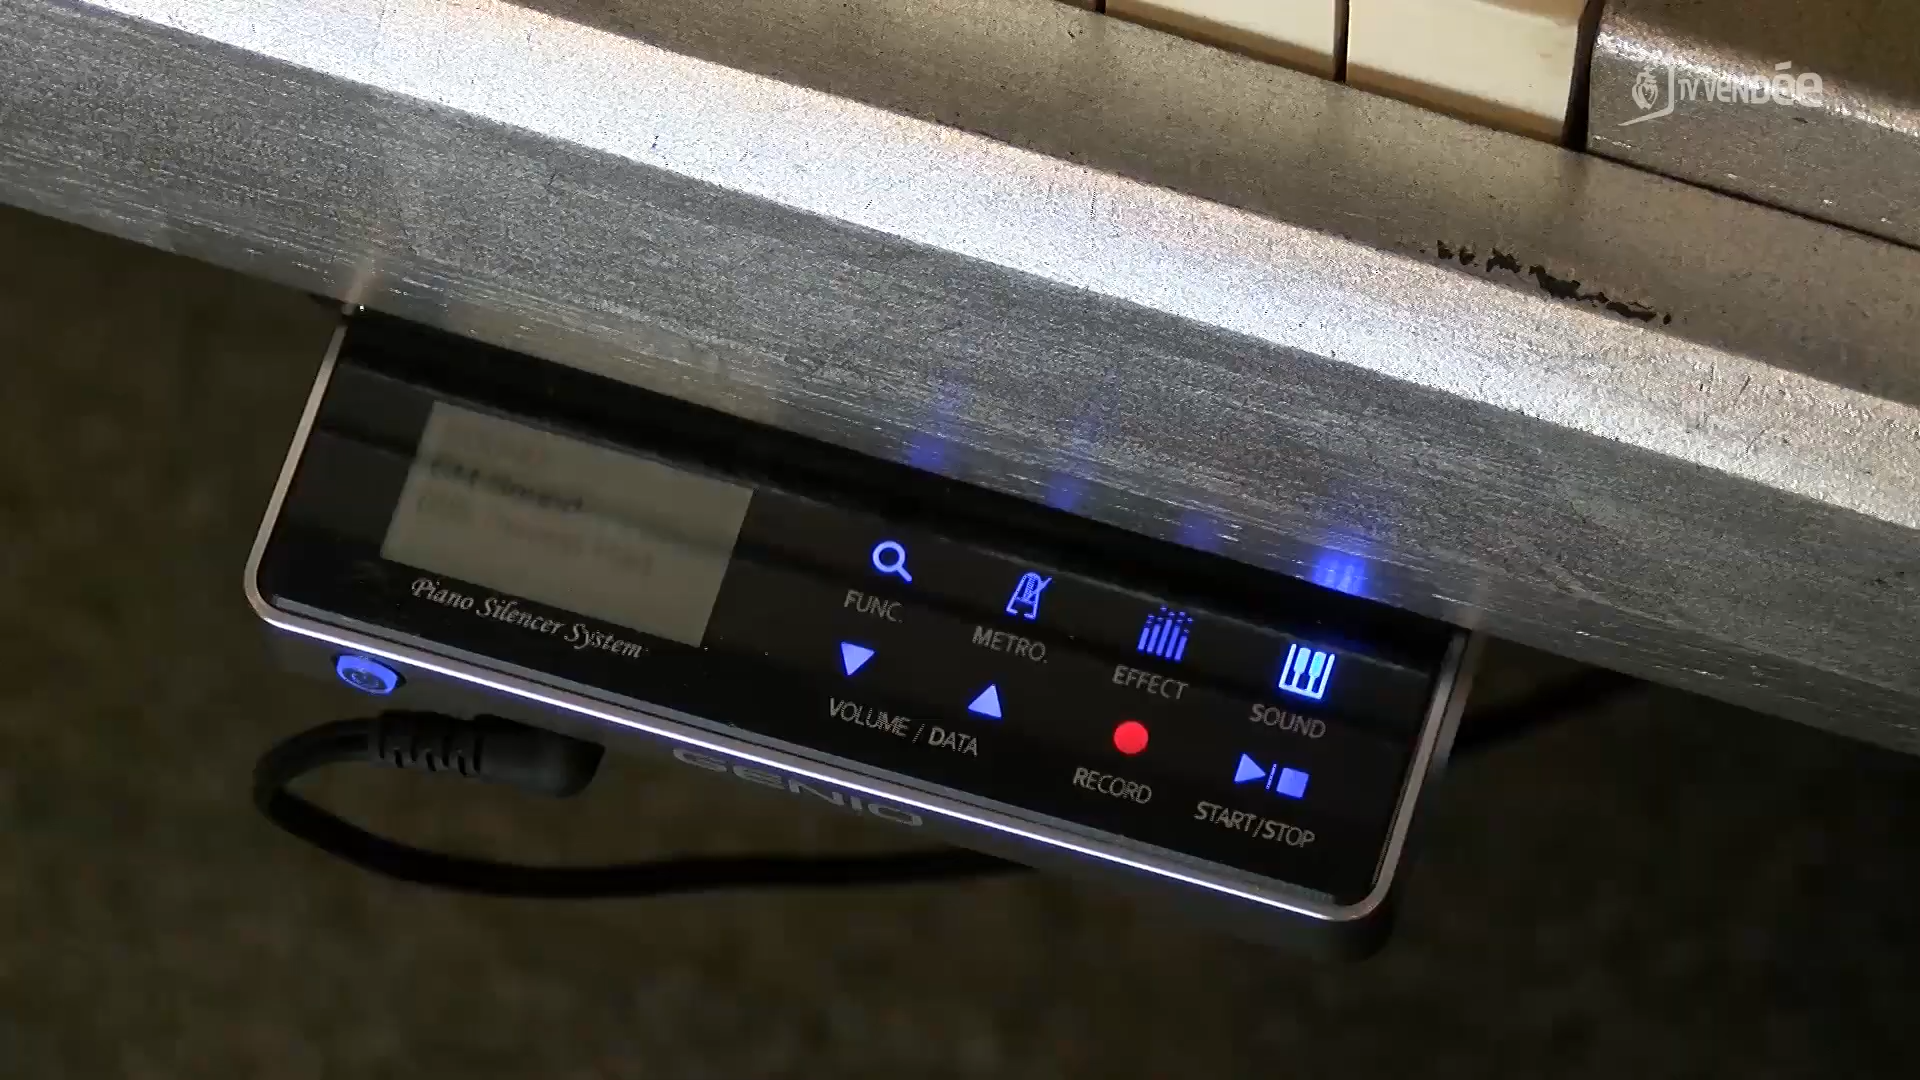 TV VENDÉE
Piano Silencer System
FUNC.
METRO.
EFFECT
SOUND
VOLUME / DATA
RECORD
START/STOP
GENIO